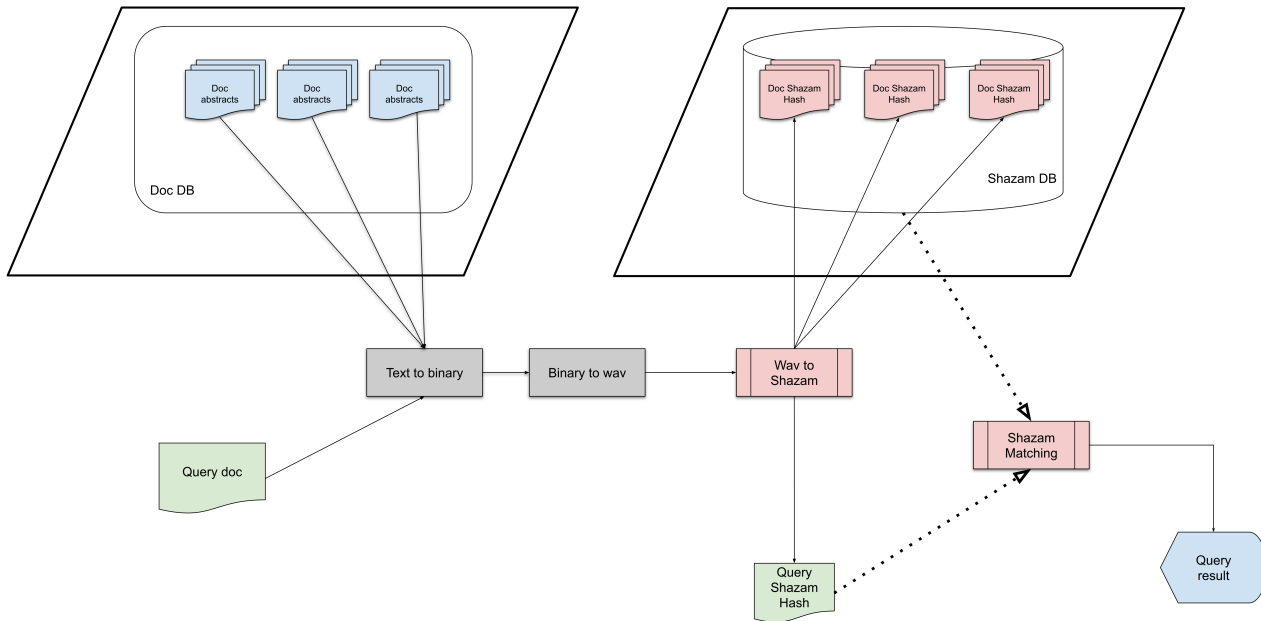 Doc
abstracts
Doc
abstracts
Doc
abstracts
Doc DB
Doc Shazam
Hash
Doc Shazam
Hash
Doc Shazam
Hash
Shazam DB
Text to binary
Binary to wav
Wav to
Shazam
Query doc
Shazam
Matching
Query
Shazam
Hash
Query
result